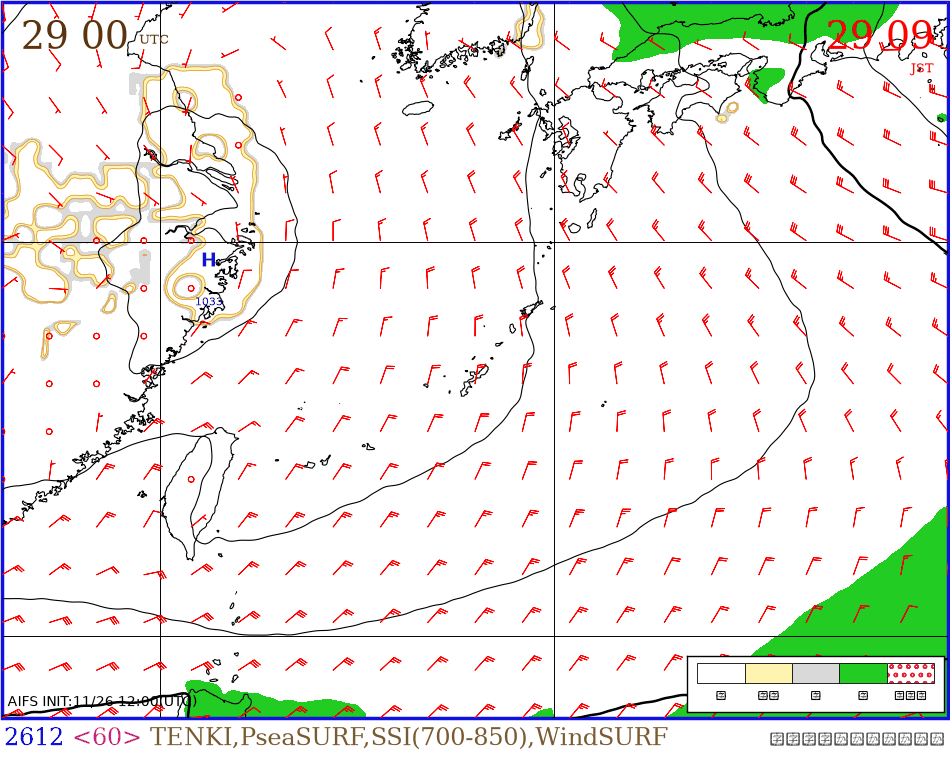 29 00 UTC
29 09
JST
H
1033
AIFS INIT:11/26 12:00(UTC)
2612 <60> TENKI,PseaSURF,SSI(700-850),WindSURF